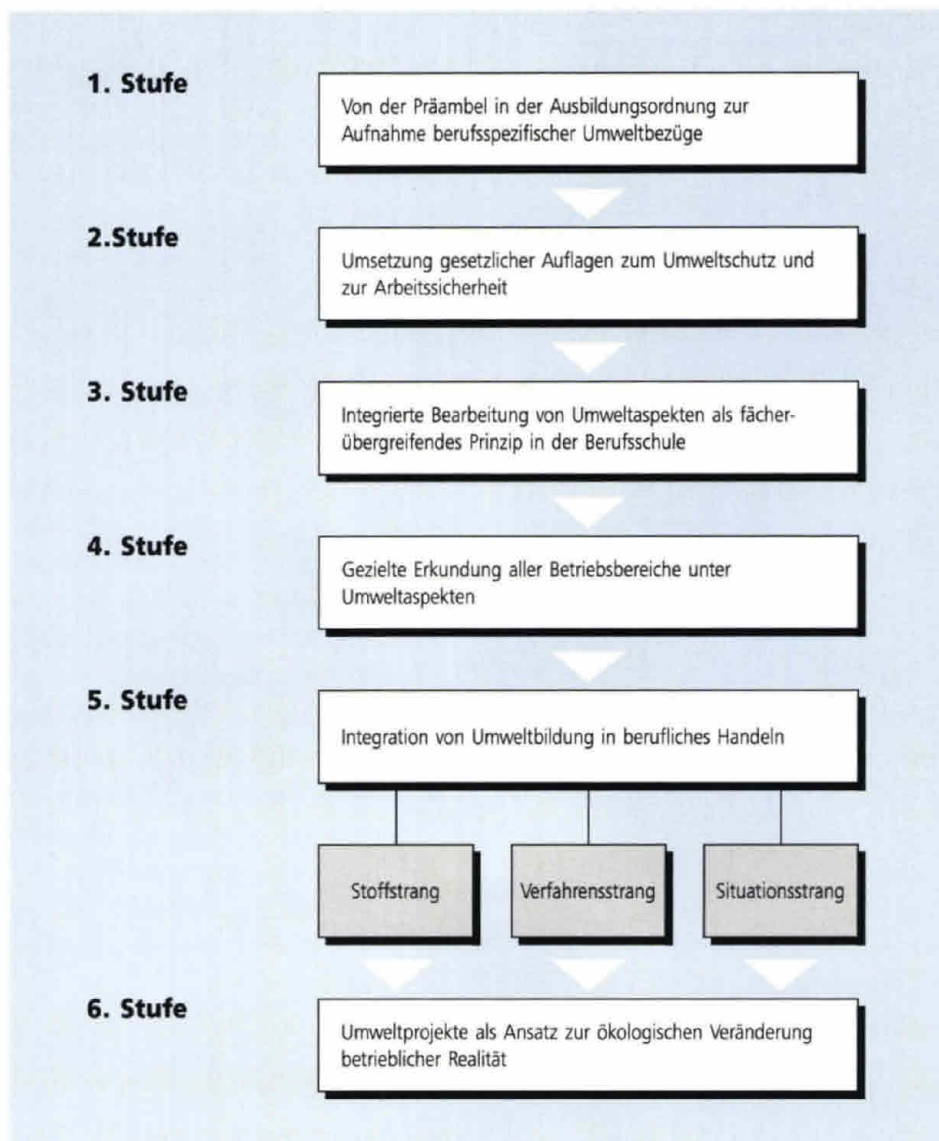 1. Stufe
Von der Präambel in der Ausbildungsordnung zur
Aufnahme berufsspezifischer Umweltbezüge
2.Stufe
Umsetzung gesetzlicher Auflagen zum Umweltschutz und
zur Arbeitssicherheit
3. Stufe
Integrierte Bearbeitung von Umweltaspekten als fächer-
übergreifendes Prinzip in der Berufsschule
4. Stufe
Gezielte Erkundung aller Betriebsbereiche unter
Umweltaspekten
5. Stufe
Integration von Umweltbildung in berufliches Handeln
Stoffstrang
Verfahrensstrang
Situationsstrang
6. Stufe
Umweltprojekte als Ansatz zur ökologischen Veränderung
betrieblicher Realität